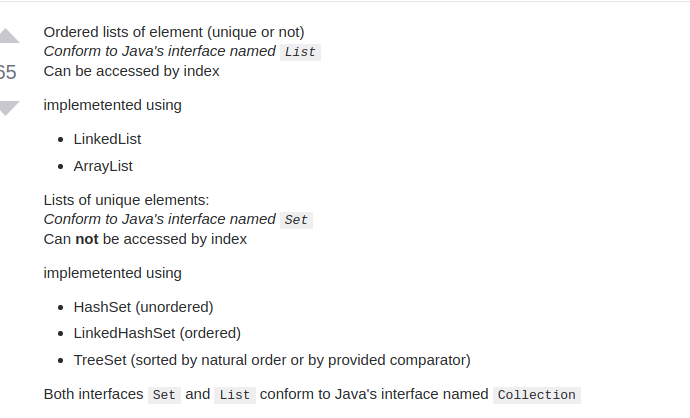 Ordered lists of element (unique or not)
Conform to Java's interface named List
Can be accessed by index
65
implemetented using
LinkedList
ArrayList
Lists of unique elements:
Conform to Java's interface named Set
Can not be accessed by index
implemetented using
HashSet (unordered)
LinkedHashSet (ordered)
TreeSet (sorted by natural order or by provided comparator)
Both interfaces Set and List conform to Java's interface named Collection